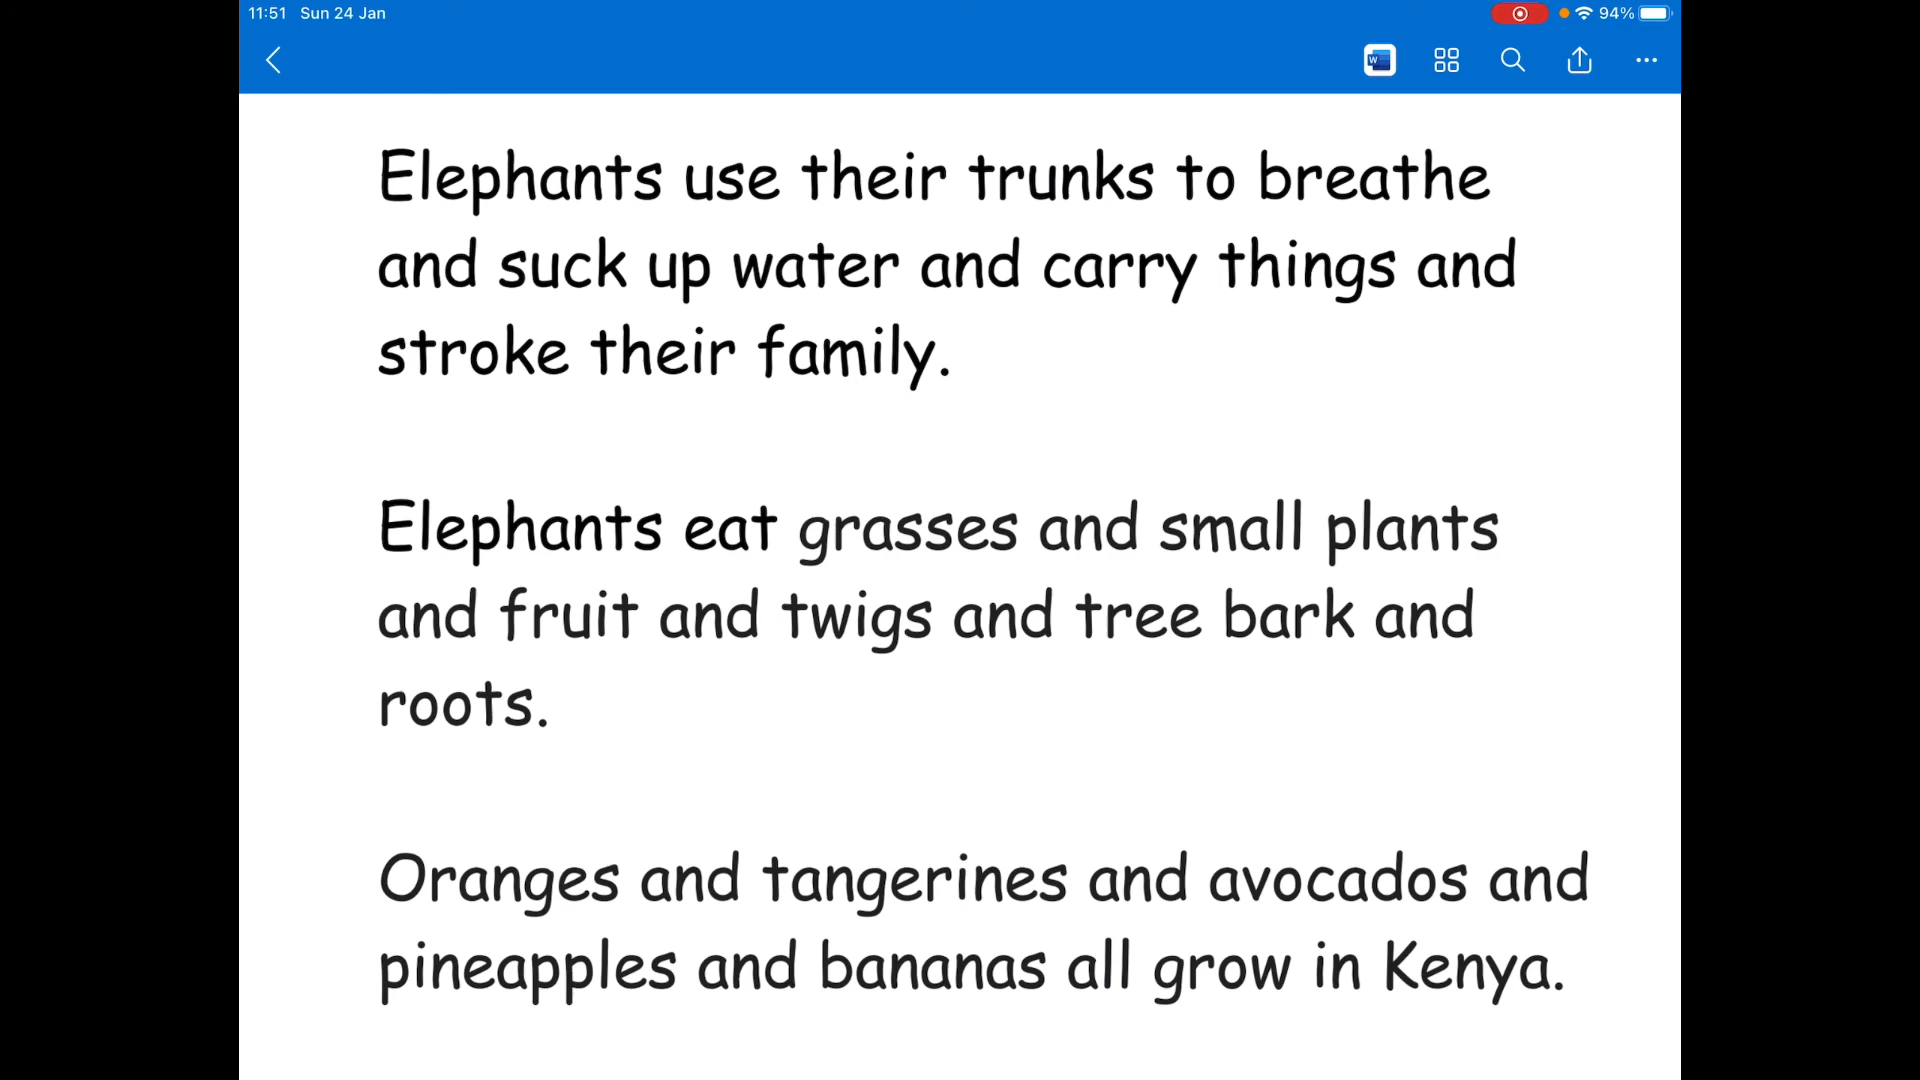 11:51 Sun 24 Jan 94%
W
Elephants use their trunks to breathe
and suck up water and carry things and
stroke their family.
Elephants eat grasses and small plants
and fruit and twigs and tree bark and
roots.
Oranges and tangerines and avocados and
pineapples and bananas all grow in Kenya.